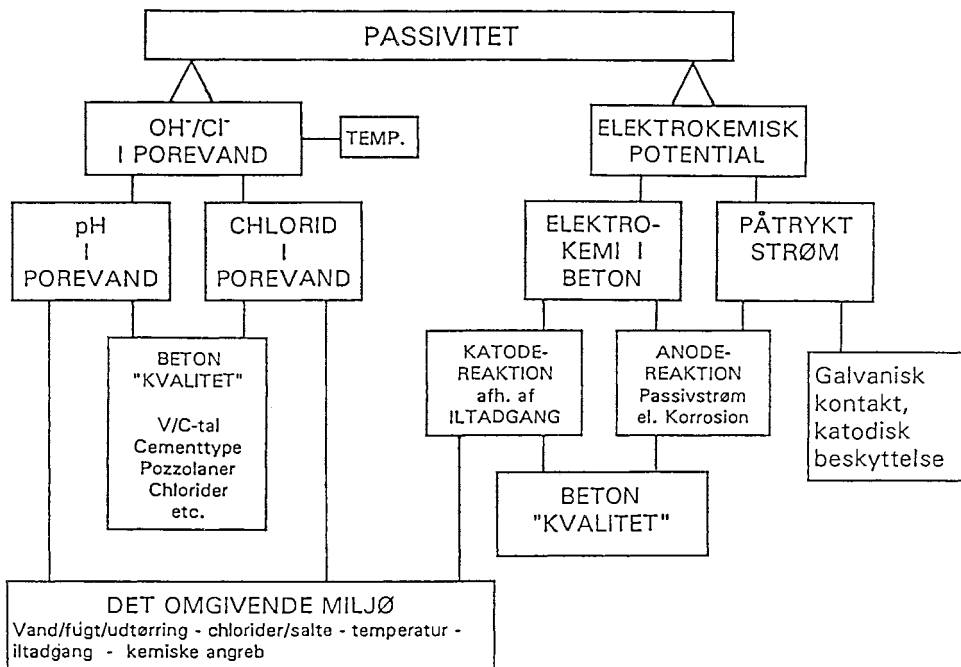 PASSIVITET
OH⁻/Cl⁻
I POREVAND
TEMP.
ELEKTROKEMISK
POTENTIAL
pH
I
POREVAND
CHLORID
I
POREVAND
ELEKTRO-
KEMI I
BETON
PÅTRYKT
STRØM
BETON
"KVALITET"
V/C-tal
Cementtype
Pozzolaner
Chlorider
etc.
KATODE-
REAKTION
afh. af
ILTADGANG
ANODE-
REAKTION
Passivstrøm
el. Korrosion
Galvanisk
kontakt,
katodisk
beskyttelse
BETON
"KVALITET"
DET OMGIVENDE MILJØ
Vand/fugt/udtørring - chlorider/salte - temperatur -
iltadgang - kemiske angreb